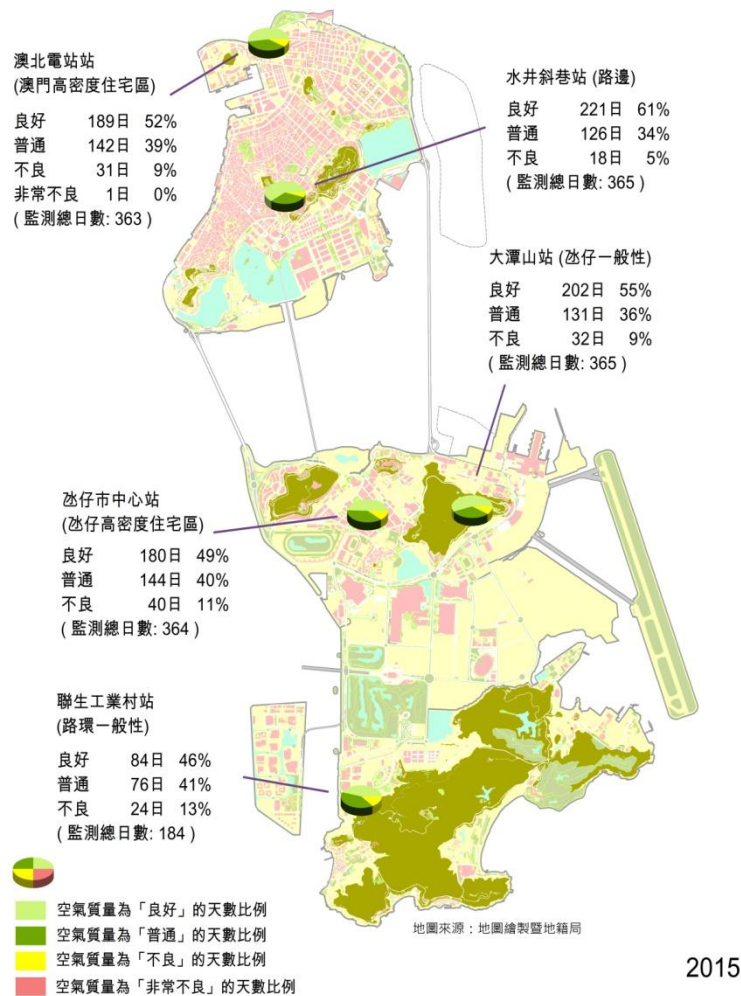 澳北電站站
(澳門高密度住宅區)
良好 189日 52%
普通 142日 39%
不良 31日 9%
非常不良 1日 0%
( 監測總日數: 363 )
水井斜巷站 (路邊)
良好 221日 61%
普通 126日 34%
不良 18日 5%
( 監測總日數: 365 )
大潭山站 (氹仔一般性)
良好 202日 55%
普通 131日 36%
不良 32日 9%
( 監測總日數: 365 )
氹仔市中心站
(氹仔高密度住宅區)
良好 180日 49%
普通 144日 40%
不良 40日 11%
( 監測總日數: 364 )
聯生工業村站
(路環一般性)
良好 84日 46%
普通 76日 41%
不良 24日 13%
( 監測總日數: 184 )
空氣質量為「良好」的天數比例
空氣質量為「普通」的天數比例
空氣質量為「不良」的天數比例
空氣質量為「非常不良」的天數比例
地圖來源：地圖繪製暨地籍局
2015